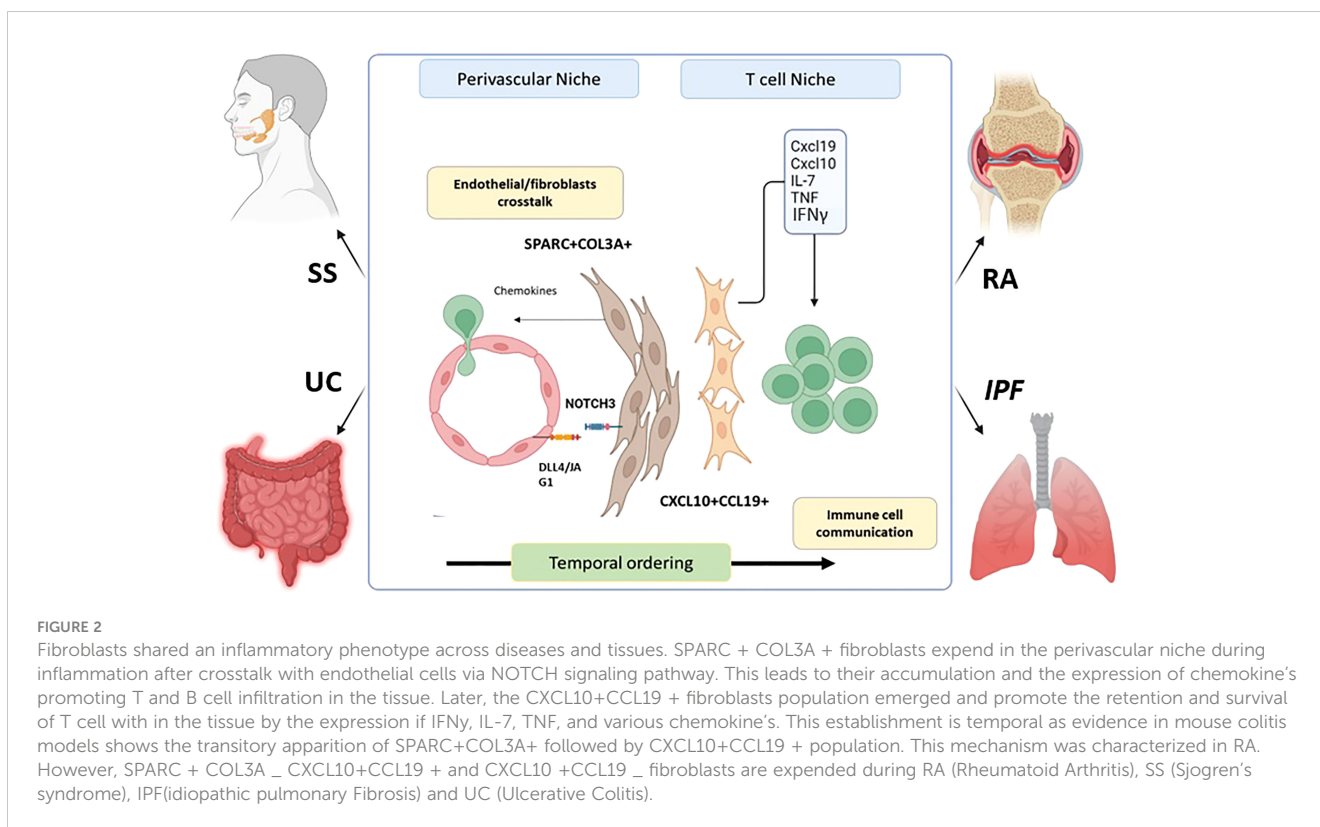 Perivascular Niche
T cell Niche
Cxcl19
Cxcl10
IL-7
TNF
IFNγ
Endothelial/fibroblasts
crosstalk
SPARC+COL3A+
Chemokines
SS
RA
UC
IPF
NOTCH3
DLL4/JA
G1
CXCL10+CCL19+
Immune cell
communication
Temporal ordering
FIGURE 2
Fibroblasts shared an inflammatory phenotype across diseases and tissues. SPARC + COL3A + fibroblasts expend in the perivascular niche during
inflammation after crosstalk with endothelial cells via NOTCH signaling pathway. This leads to their accumulation and the expression of chemokine's
promoting T and B cell infiltration in the tissue. Later, the CXCL10+CCL19 + fibroblasts population emerged and promote the retention and survival
of T cell with in the tissue by the expression if IFNy, IL-7, TNF, and various chemokine's. This establishment is temporal as evidence in mouse colitis
models shows the transitory apparition of SPARC+COL3A+ followed by CXCL10+CCL19 + population. This mechanism was characterized in RA.
However, SPARC + COL3A _ CXCL10+CCL19 + and CXCL10 +CCL19 _ fibroblasts are expended during RA (Rheumatoid Arthritis), SS (Sjogren's
syndrome), IPF(idiopathic pulmonary Fibrosis) and UC (Ulcerative Colitis).